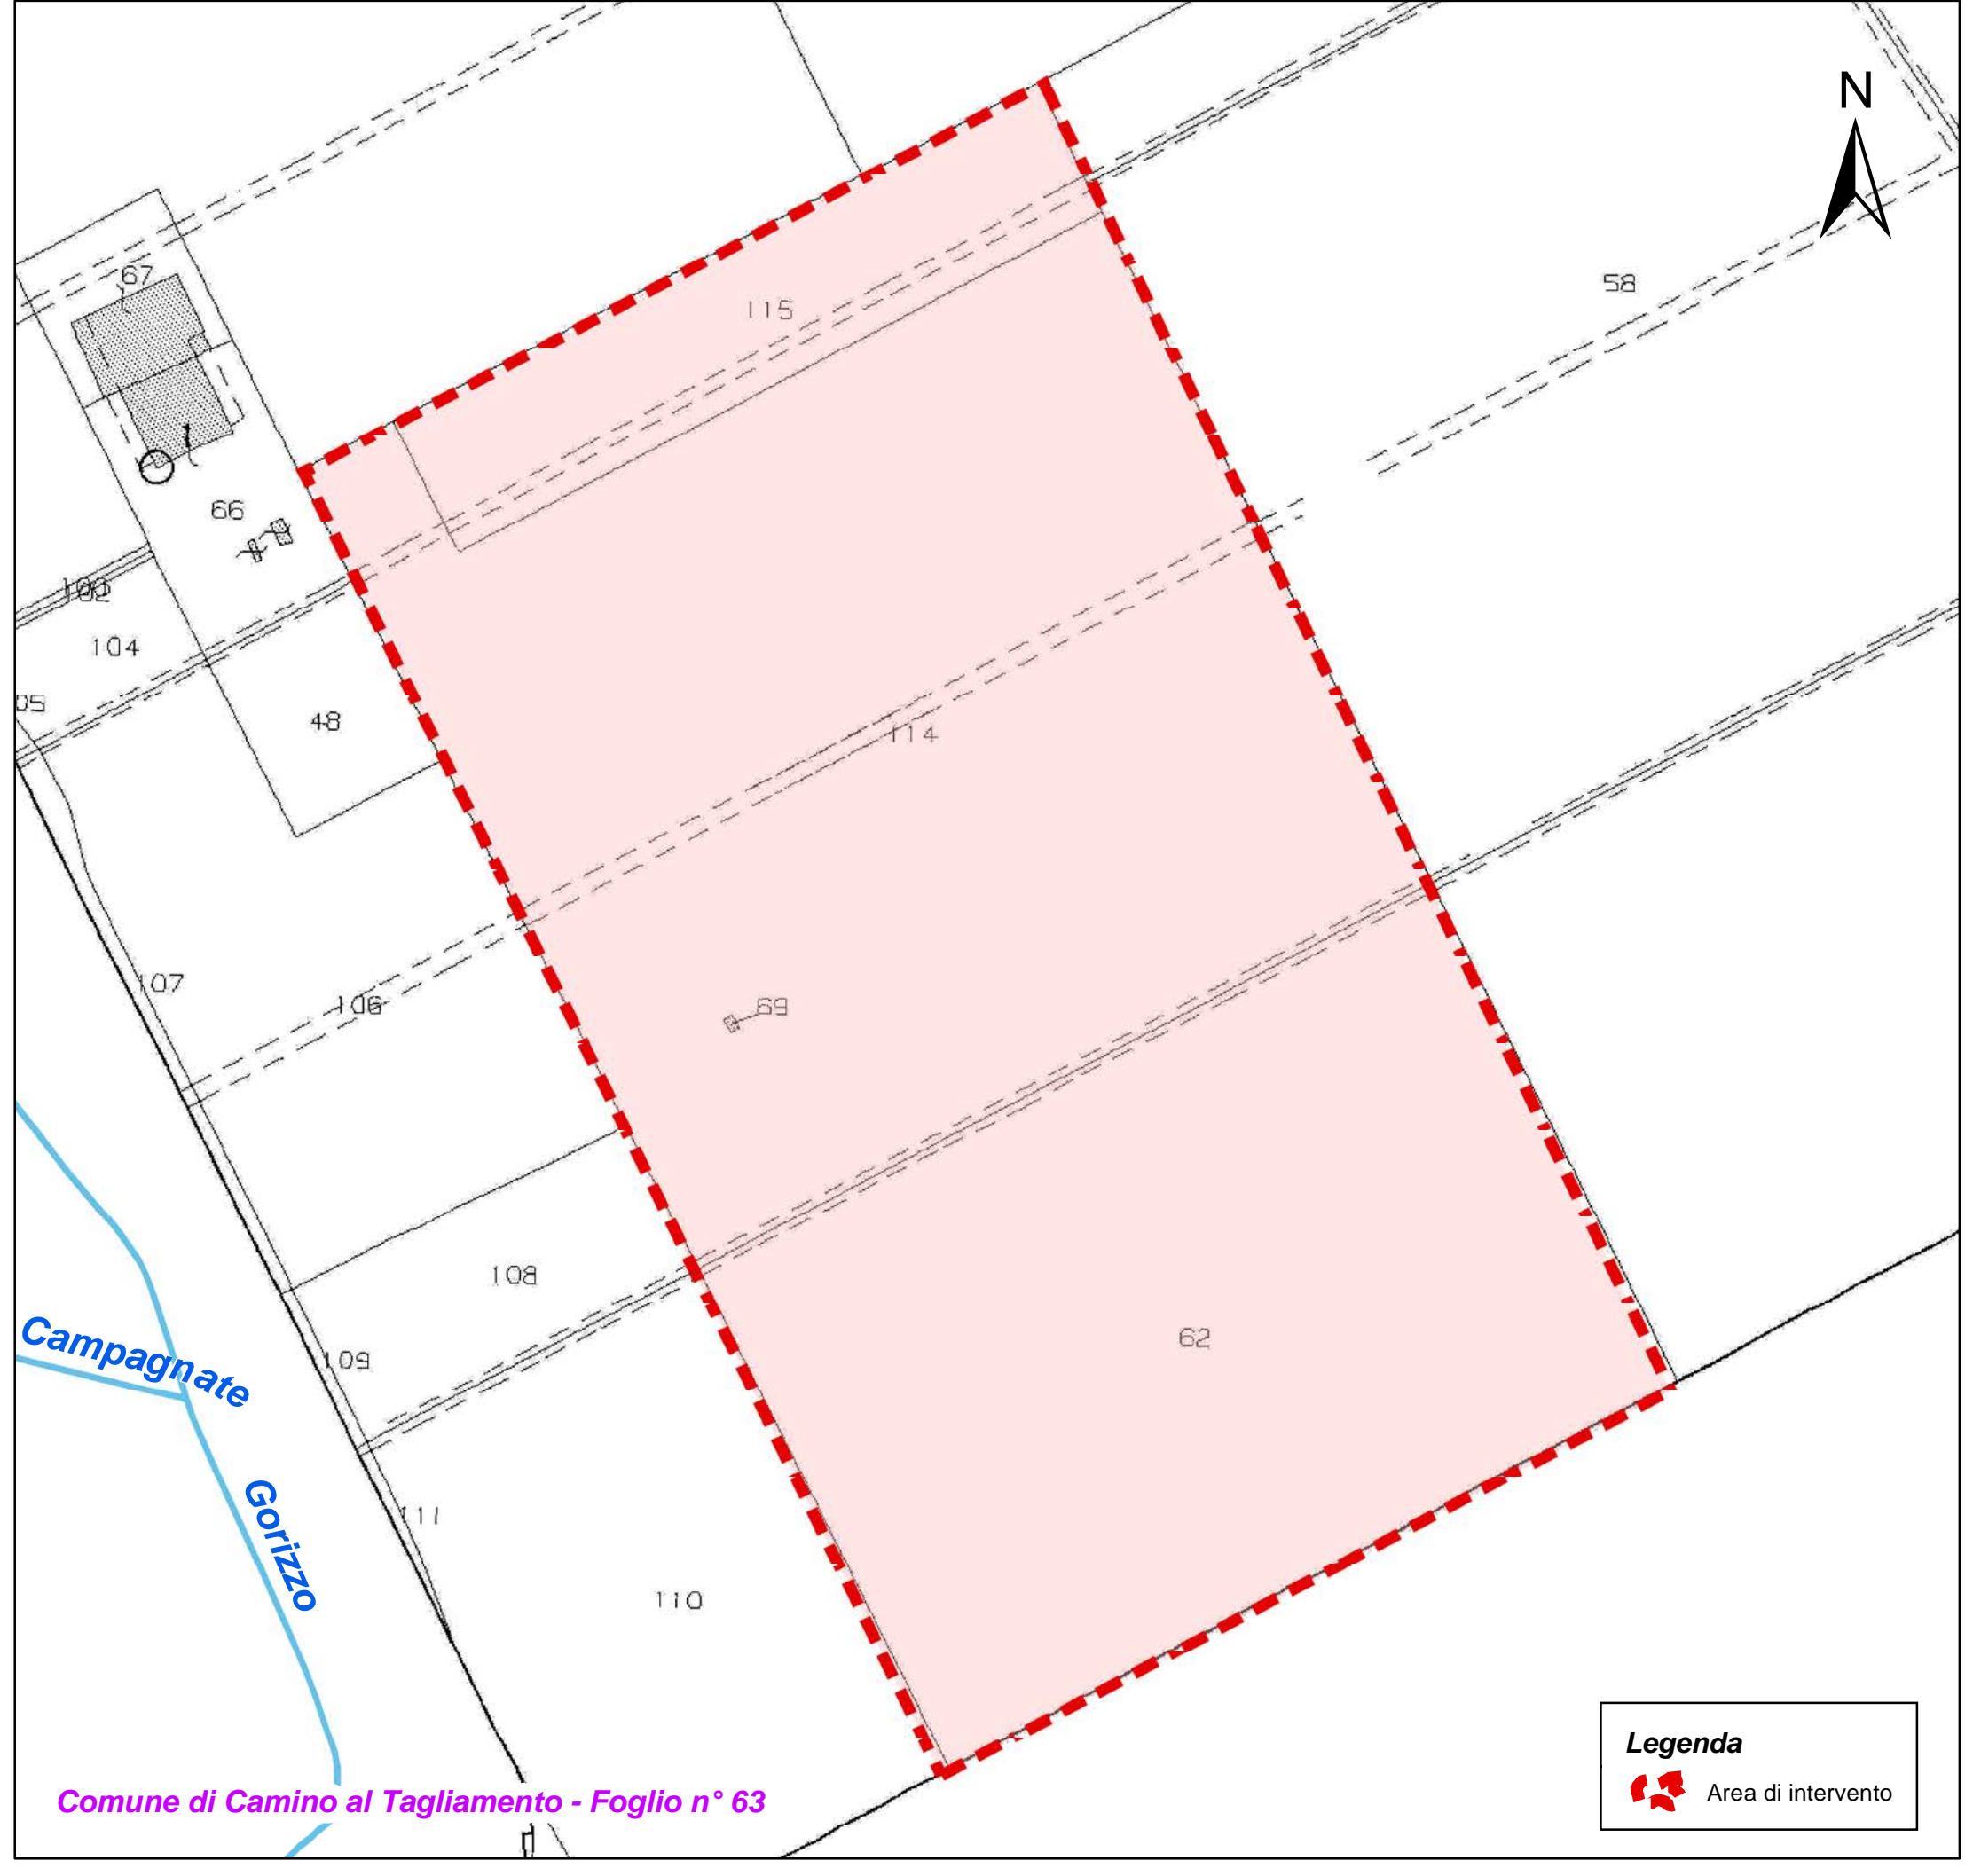 N
67
58
115
66
102
104
05
48
114
107
106
69
108
Campagnate
109
62
Gorizzo
111
110
Legenda
Area di intervento
Comune di Camino al Tagliamento - Foglio n° 63